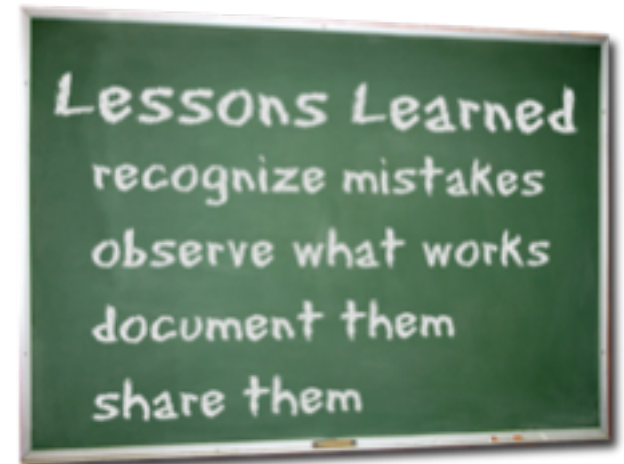 Lessons Learned
recognize mistakes
observe what works
document them
share them